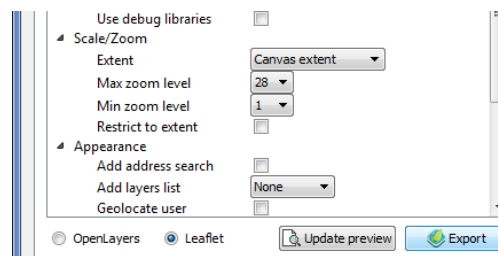 Use debug libraries
Scale/Zoom
Extent Canvas extent
Max zoom level 28
Min zoom level 1
Restrict to extent
Appearance
Add address search
Add layers list None
Geolocate user
OpenLayers Leaflet Update preview Export